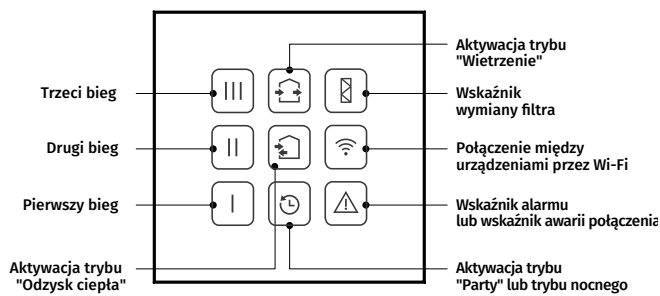 Aktywacja trybu
"Wietrzenie"
Trzeci bieg
Wskaźnik
wymiany filtra
Drugi bieg
Połączenie między
urządzeniami przez Wi-Fi
Pierwszy bieg
Wskaźnik alarmu
lub wskaźnik awarii połączenia
Aktywacja trybu
"Odzysk ciepła"
Aktywacja trybu
"Party" lub trybu nocnego